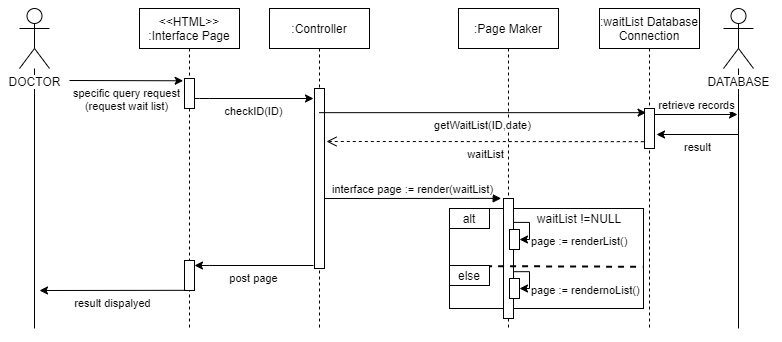 <<HTML>>
:Interface Page
:Controller
:Page Maker
:waitList Database
Connection
DOCTOR
DATABASE
specific query request
(request wait list)
checkID(ID)
retrieve records
getWaitList(ID,date)
result
waitList
interface page := render(waitList)
alt
waitList !=NULL
page := renderList()
else
post page
page := rendernoList()
result dispalyed